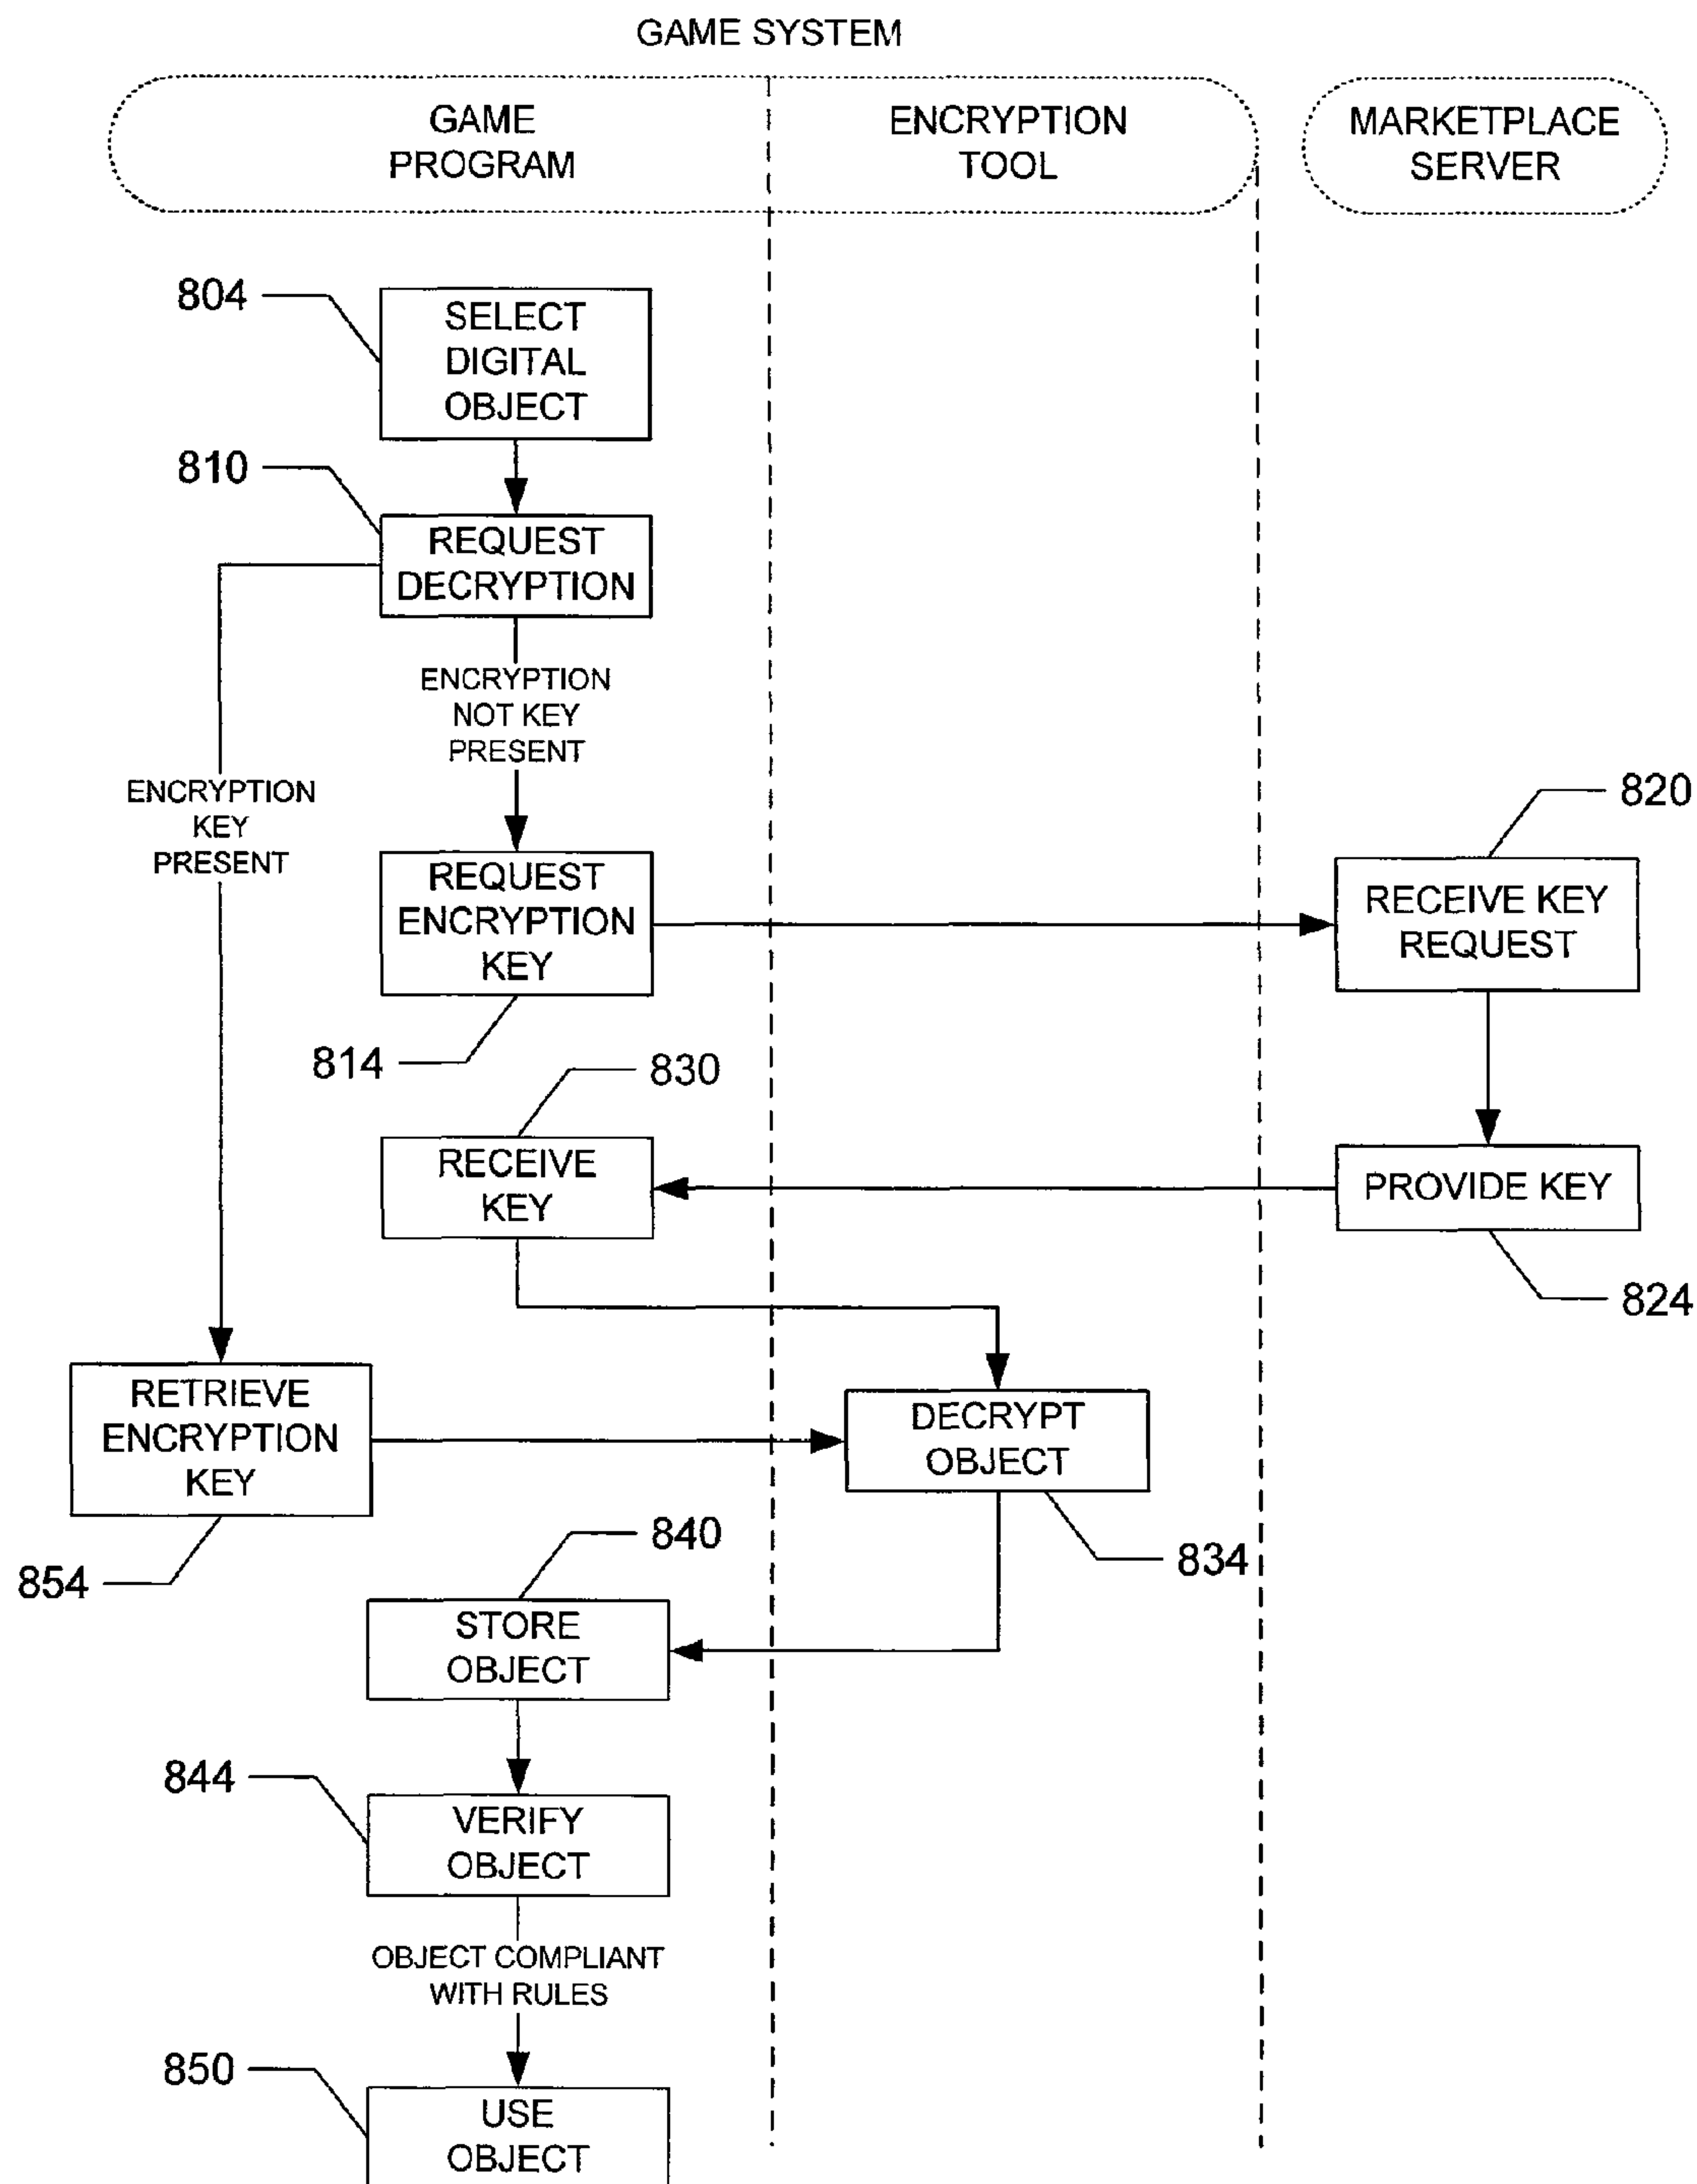 GAME SYSTEM
GAME
PROGRAM
ENCRYPTION
TOOL
MARKETPLACE
SERVER
804
SELECT
DIGITAL
OBJECT
810
REQUEST
DECRYPTION
ENCRYPTION
NOT KEY
PRESENT
ENCRYPTION
KEY
PRESENT
820
REQUEST
ENCRYPTION
KEY
RECEIVE KEY
REQUEST
814
830
RECEIVE
KEY
PROVIDE KEY
824
RETRIEVE
ENCRYPTION
KEY
DECRYPT
OBJECT
854
840
834
STORE
OBJECT
844
VERIFY
OBJECT
OBJECT COMPLIANT
WITH RULES
850
USE
OBJECT